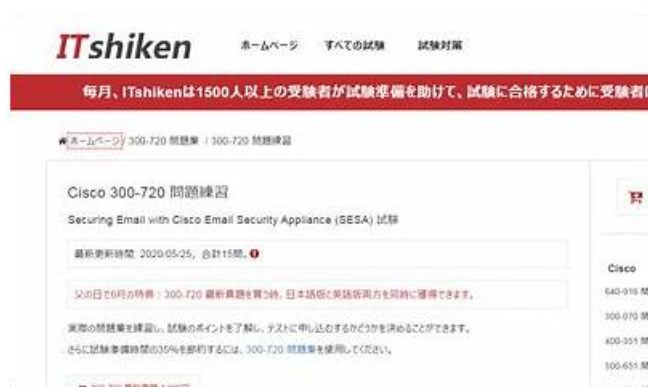 ITshiken
ホームページ すべての試験 試験対策
毎月、ITshikenは1500人以上の受験者が試験準備を助けて、試験に合格するために受験者に
ホームページ/ 300-720 問題集 / 300-720 問題練習
Cisco 300-720 問題練習
Securing Email with Cisco Email Security Appliance (SESA) 試験
最新更新時間: 2020/05/25, 合計15問。
父の日で6月の特典:300-720 最新真題を買う時、日本語版と英語版両方を同時に獲得できます。
実際の問題集を練習し、試験のポイントを了解し、テストに申し込むするかどうかを決めることができます。
さらに試験準備時間の35%を節約するには、300-720 問題集を使用してください。
Cisco
640-916
300-070
400-351